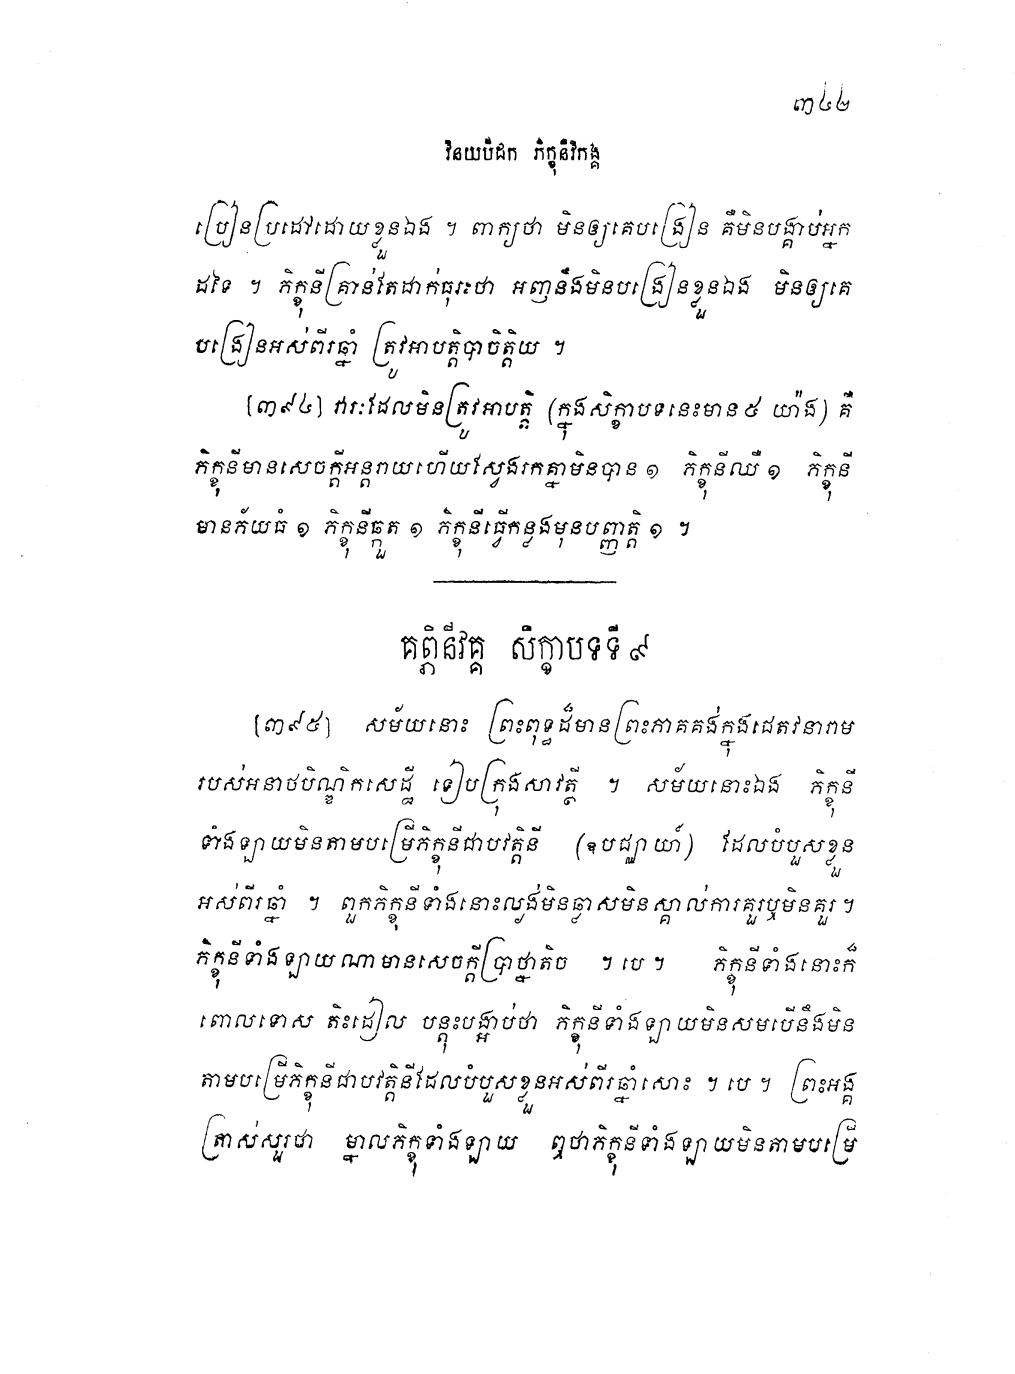 ៣៤២
វិនយបិដក ភិក្ខុនីវិភង្គ
ប្រៀនប្រដៅដោយខ្លួនឯង ។ ពាក្យថា មិនឲ្យគេបង្រៀន គឺមិនបង្គាប់អ្នក
ដទៃ ។ ភិក្ខុនីគ្រាន់តែដាក់ធុរៈថា អញនឹងមិនបង្រៀនខ្លួនឯង មិនឲ្យគេ
បង្រៀនអស់ពីរឆ្នាំ ត្រូវអាបត្តិបាចិត្តិយ ។
[៣៩៤] វារៈដែលមិនត្រូវអាបត្តិ (ក្នុងសិក្ខាបទនេះមាន ៥ យ៉ាង) គឺ
ភិក្ខុនីមានសេចក្តីអន្តរាយហើយស្វែងរកគ្នាមិនបាន ១ ភិក្ខុនីឈឺ ១ ភិក្ខុនី
មានភ័យធំ ១ ភិក្ខុនីឆ្កួត ១ ភិក្ខុនីធ្វើកន្លងមុនបញ្ញត្តិ ១ ។
គព្ភិនីវគ្គ សិក្ខាបទទី ៩
[៣៩៥] សម័យនោះ ព្រះពុទ្ធដ៏មានព្រះភាគគង់ក្នុងជេតវនារាម
របស់អនាថបិណ្ឌិកសេដ្ឋី ទៀបក្រុងសាវត្ថី ។ សម័យនោះឯង ភិក្ខុនី
ទាំងឡាយមិនតាមបម្រើភិក្ខុនីជាបវត្តិនី (ឧបជ្ឈាយ៍) ដែលបំបួសខ្លួន
អស់ពីរឆ្នាំ ។ ពួកភិក្ខុនីទាំងនោះល្ងង់មិនឆ្លាសមិនស្គាល់ការគួរឬមិនគួរ ។
ភិក្ខុនីទាំងឡាយណាមានសេចក្តីប្រាថ្នាតិច ។ បេ ។ ភិក្ខុនីទាំងនោះក៏
ពោលទោស តិះដៀល បន្តុះបង្អាប់ថា ភិក្ខុនីទាំងឡាយមិនសមបើនឹងមិន
តាមបម្រើភិក្ខុនីជាបវត្តិនីដែលបំបួសខ្លួនអស់ពីរឆ្នាំសោះ ។ បេ ។ ព្រះអង្គ
ត្រាស់សួរថា ម្នាលភិក្ខុទាំងឡាយ ឮថាភិក្ខុនីទាំងឡាយមិនតាមបម្រើ